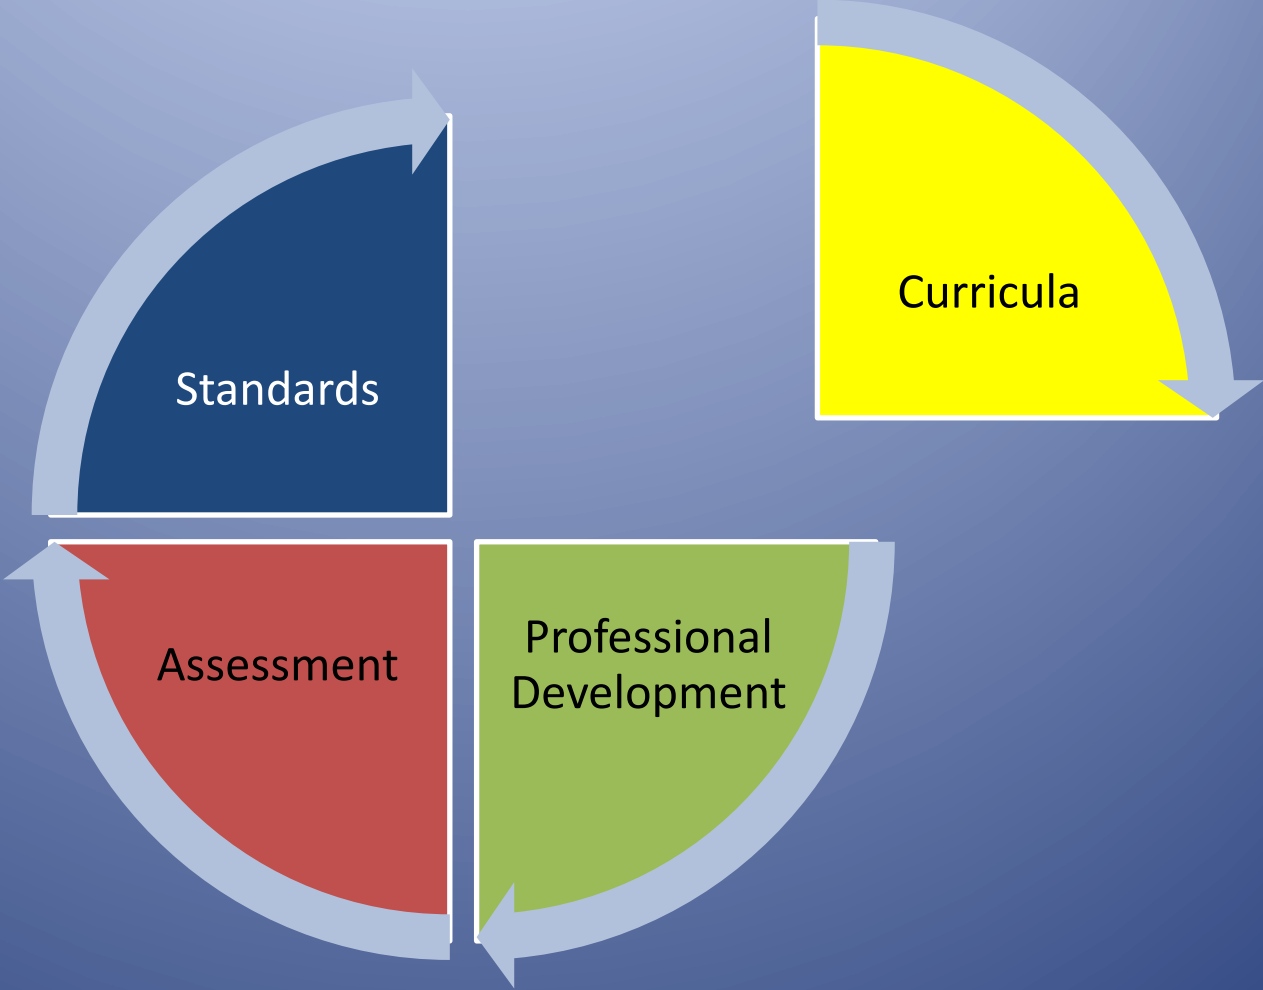 Curricula
Standards
Professional
Development
Assessment